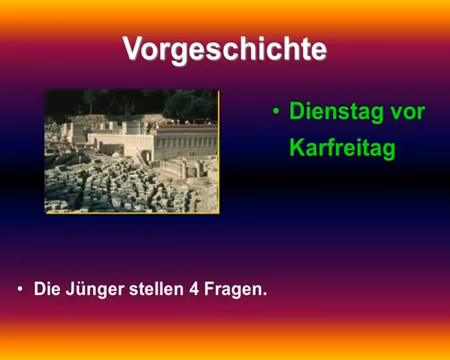 Vorgeschichte
• Dienstag vor
Karfreitag
• Die Jünger stellen 4 Fragen.